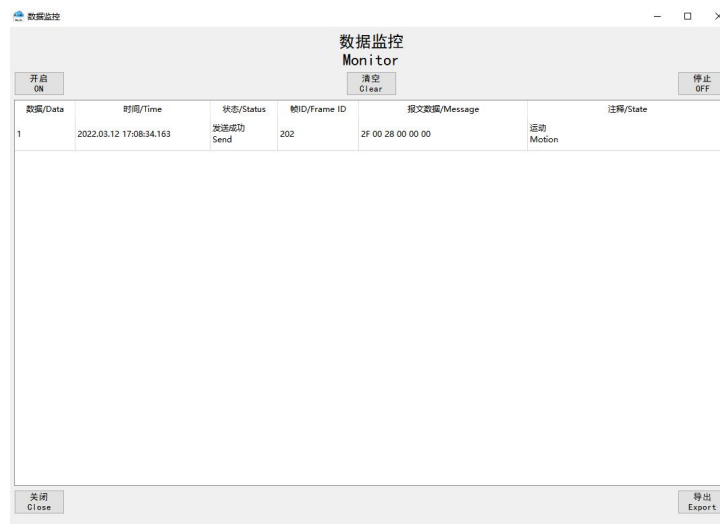 数据监控
数据监控
Monitor
开启
ON
清空
Clear
停止
OFF
数据/Data 时间/Time 状态/Status 帧ID/Frame ID 报文数据/Message 注释/State
1 2022.03.12 17:08:34.163 发送成功 Send 202 2F 00 28 00 00 00 运动 Motion
关闭
Close
导出
Export